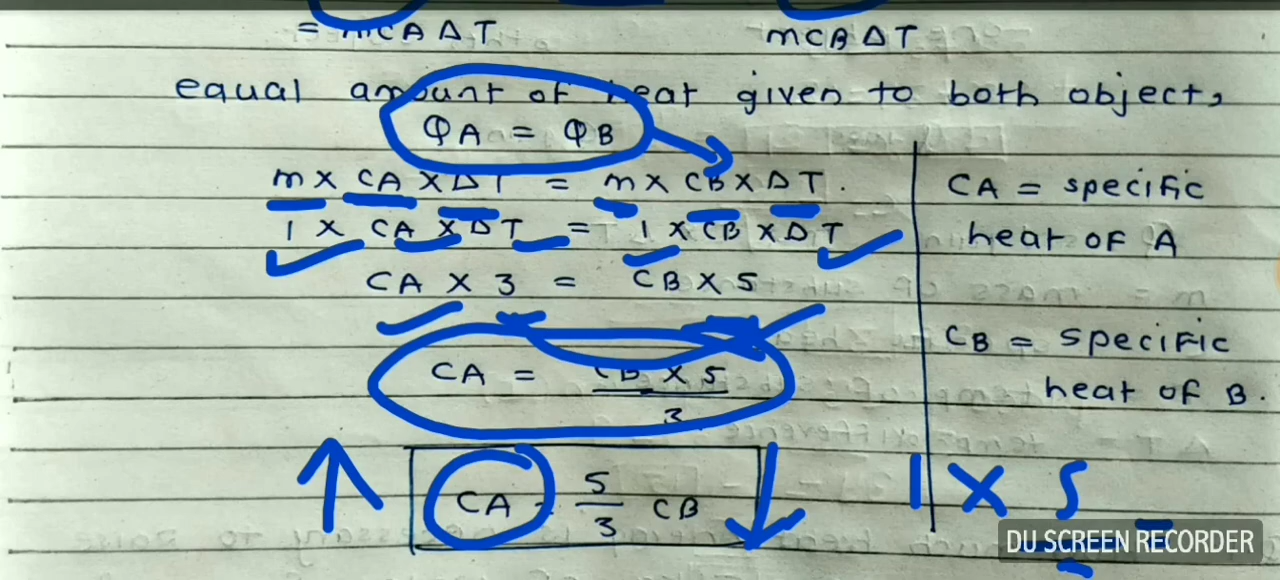 = mCA ΔT
mCB ΔT
equal amount of heat given to both object,
QA = QB
m x CA x ΔT = m x CB x ΔT.
1 x CA x ΔT = 1 x CB x ΔT
CA x 3 = CB x 5
CA = CB x 5
3
CA = 5/3 CB
CA = specific
heat of A
CB = specific
heat of B.
1 x 5
DU SCREEN RECORDER